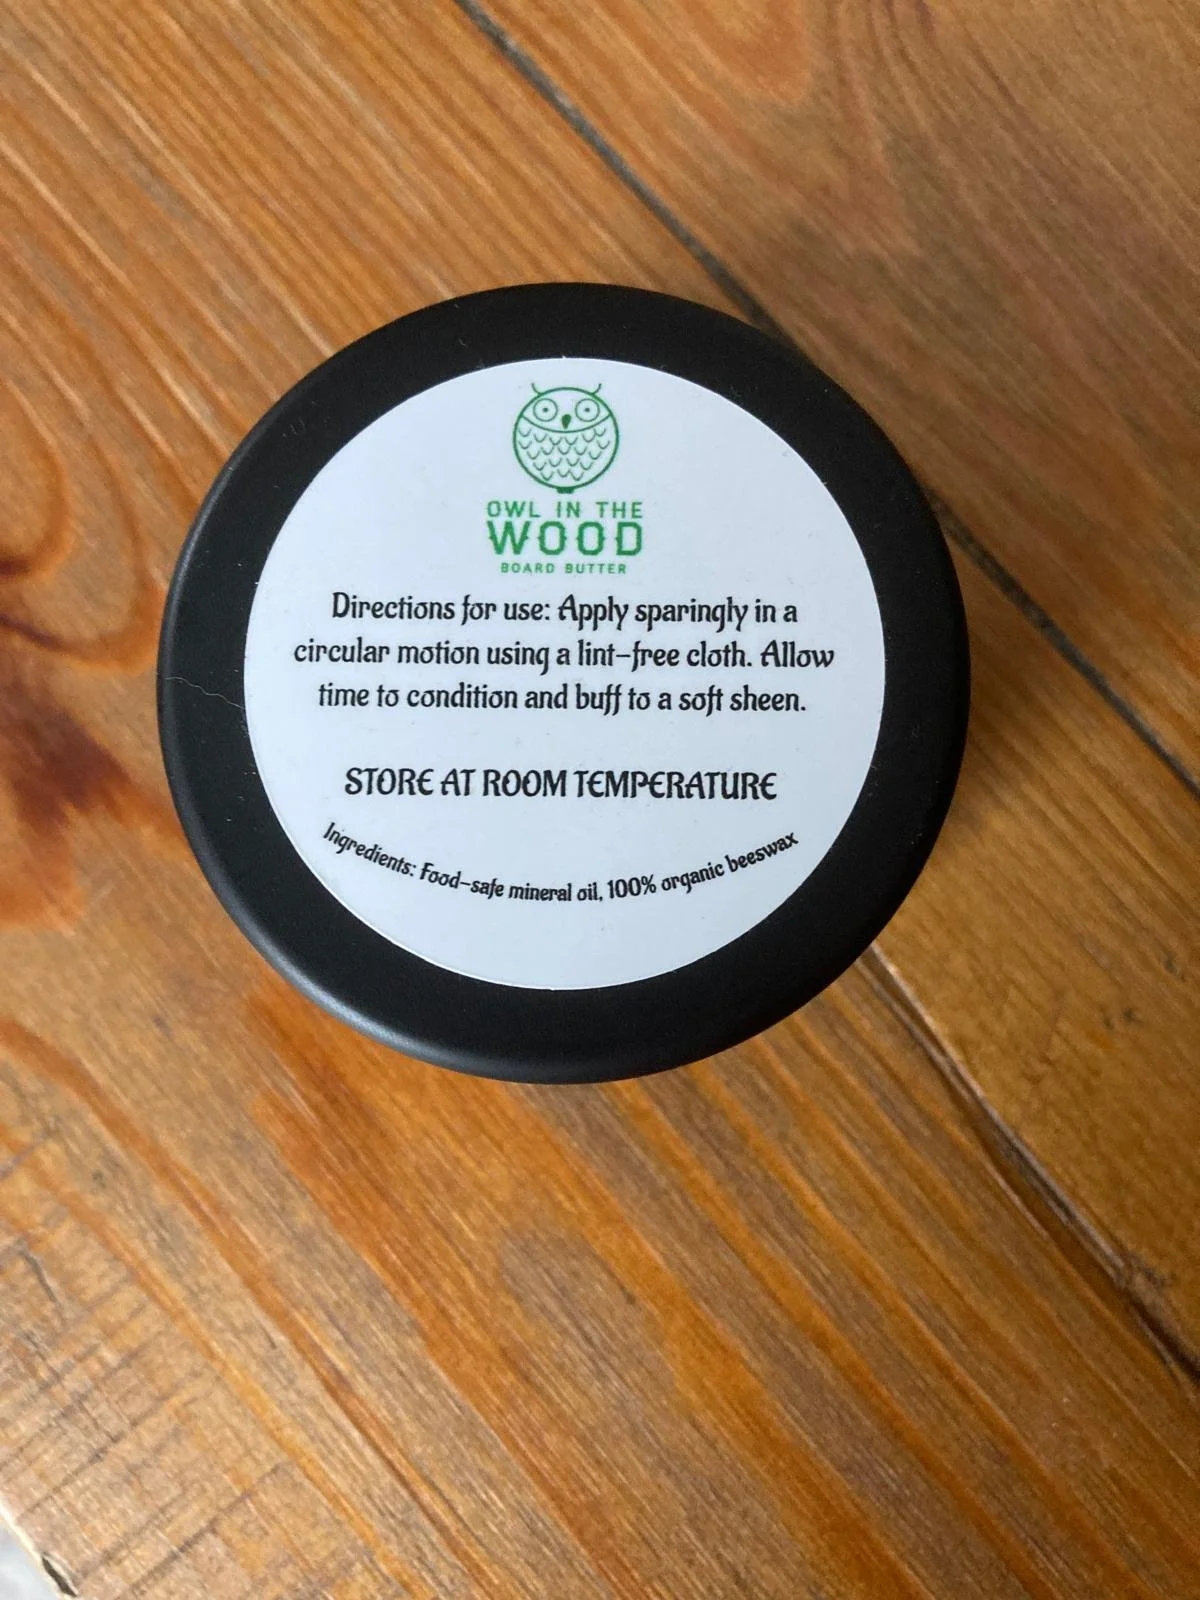 OWL IN THE
WOOD
BOARD BUTTER
Directions for use: Apply sparingly in a
circular motion using a lint-free cloth. Allow
time to condition and buff to a soft sheen.
STORE AT ROOM TEMPERATURE
Ingredients: Food-safe mineral oil, 100% organic beeswax